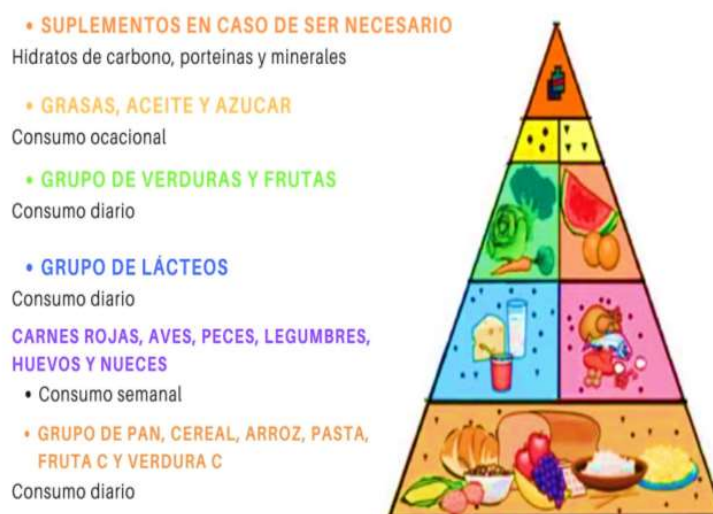 • SUPLEMENTOS EN CASO DE SER NECESARIO
Hidratos de carbono, porteinas y minerales
• GRASAS, ACEITE Y AZUCAR
Consumo ocacional
• GRUPO DE VERDURAS Y FRUTAS
Consumo diario
• GRUPO DE LÁCTEOS
Consumo diario
CARNES ROJAS, AVES, PECES, LEGUMBRES,
HUEVOS Y NUECES
• Consumo semanal
• GRUPO DE PAN, CEREAL, ARROZ, PASTA,
FRUTA C Y VERDURA C
Consumo diario